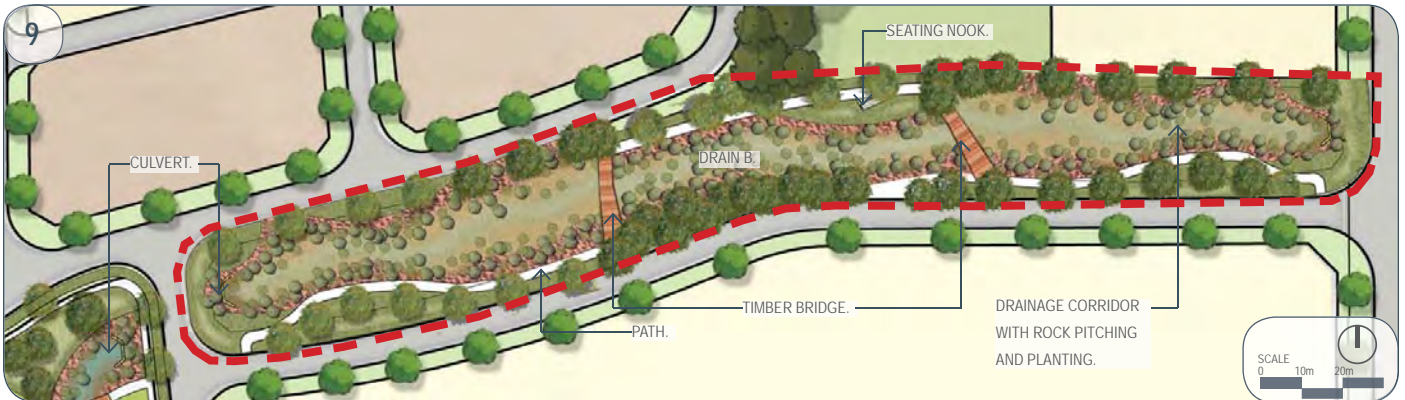 9
SEATING NOOK.
CULVERT.
DRAIN B.
TIMBER BRIDGE.
PATH.
DRAINAGE CORRIDOR
WITH ROCK PITCHING
AND PLANTING.
SCALE
0 10m 20m